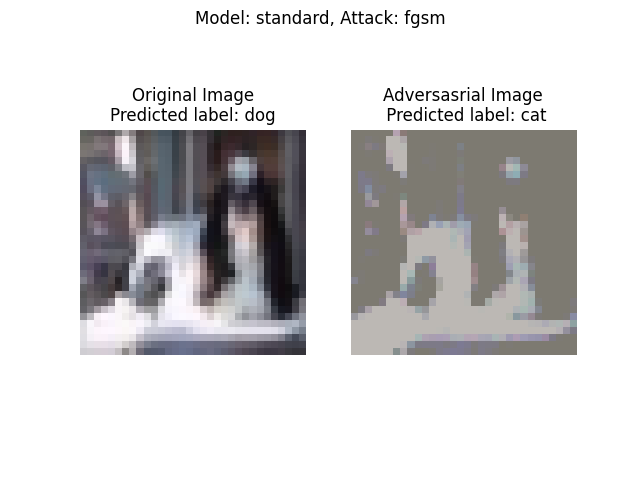 Model: standard, Attack: fgsm
Original Image
Predicted label: dog
Adversasrial Image
Predicted label: cat